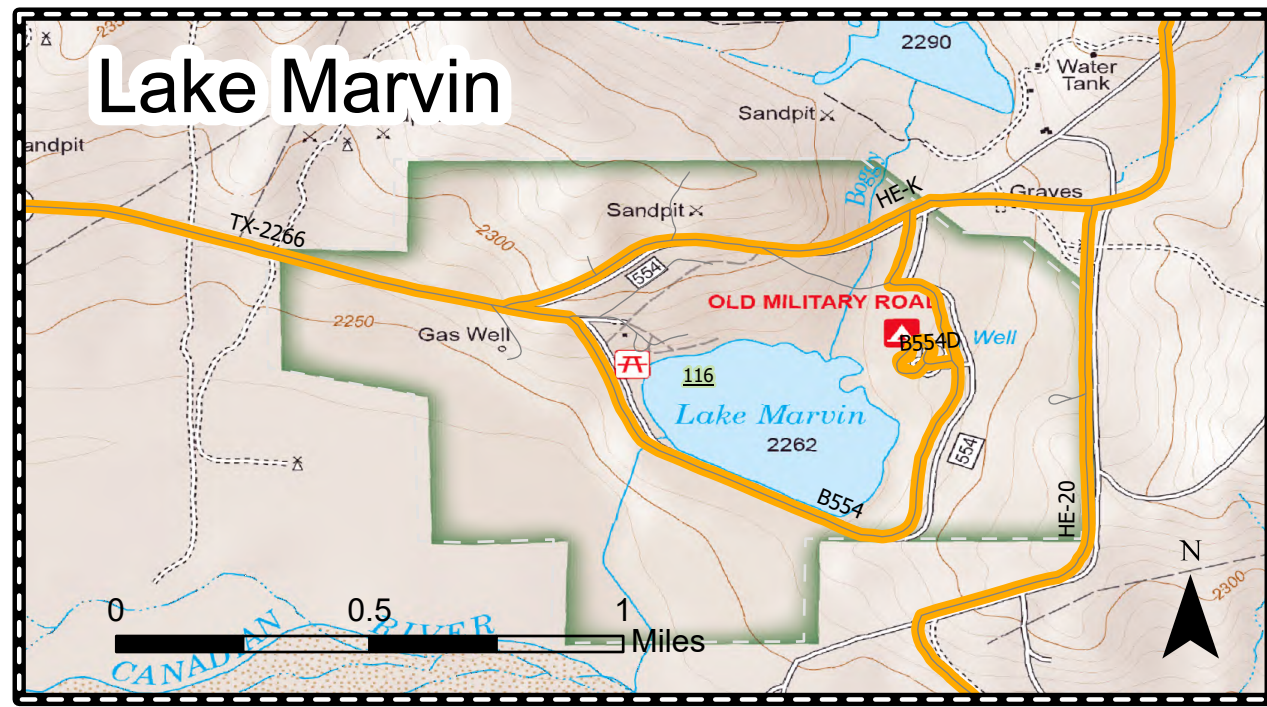 2290
Water
Tank
Lake Marvin
Sandpit
andpit
Boggy
HE-K
Graves
Sandpit
TX-2266
2300
554
OLD MILITARY ROAD
2250
Gas Well
B554D
Well
116
Lake Marvin
2262
554
B554
HE-20
N
2300
0
0.5
1
Miles
CANADIAN RIVER